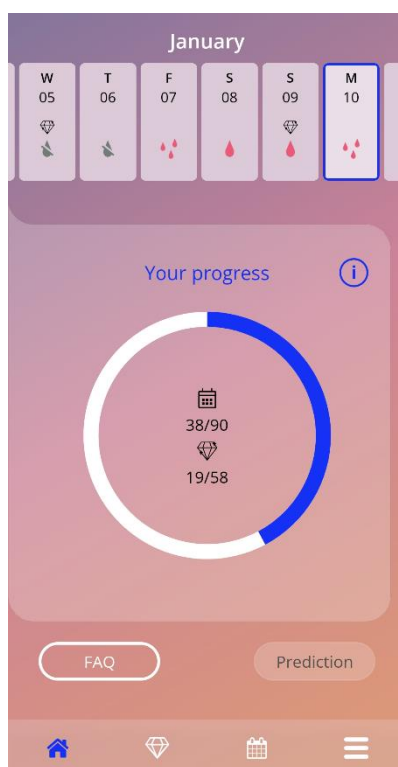 January
W T F S S M
05 06 07 08 09 10
Your progress i
38/90
19/58
FAQ Prediction